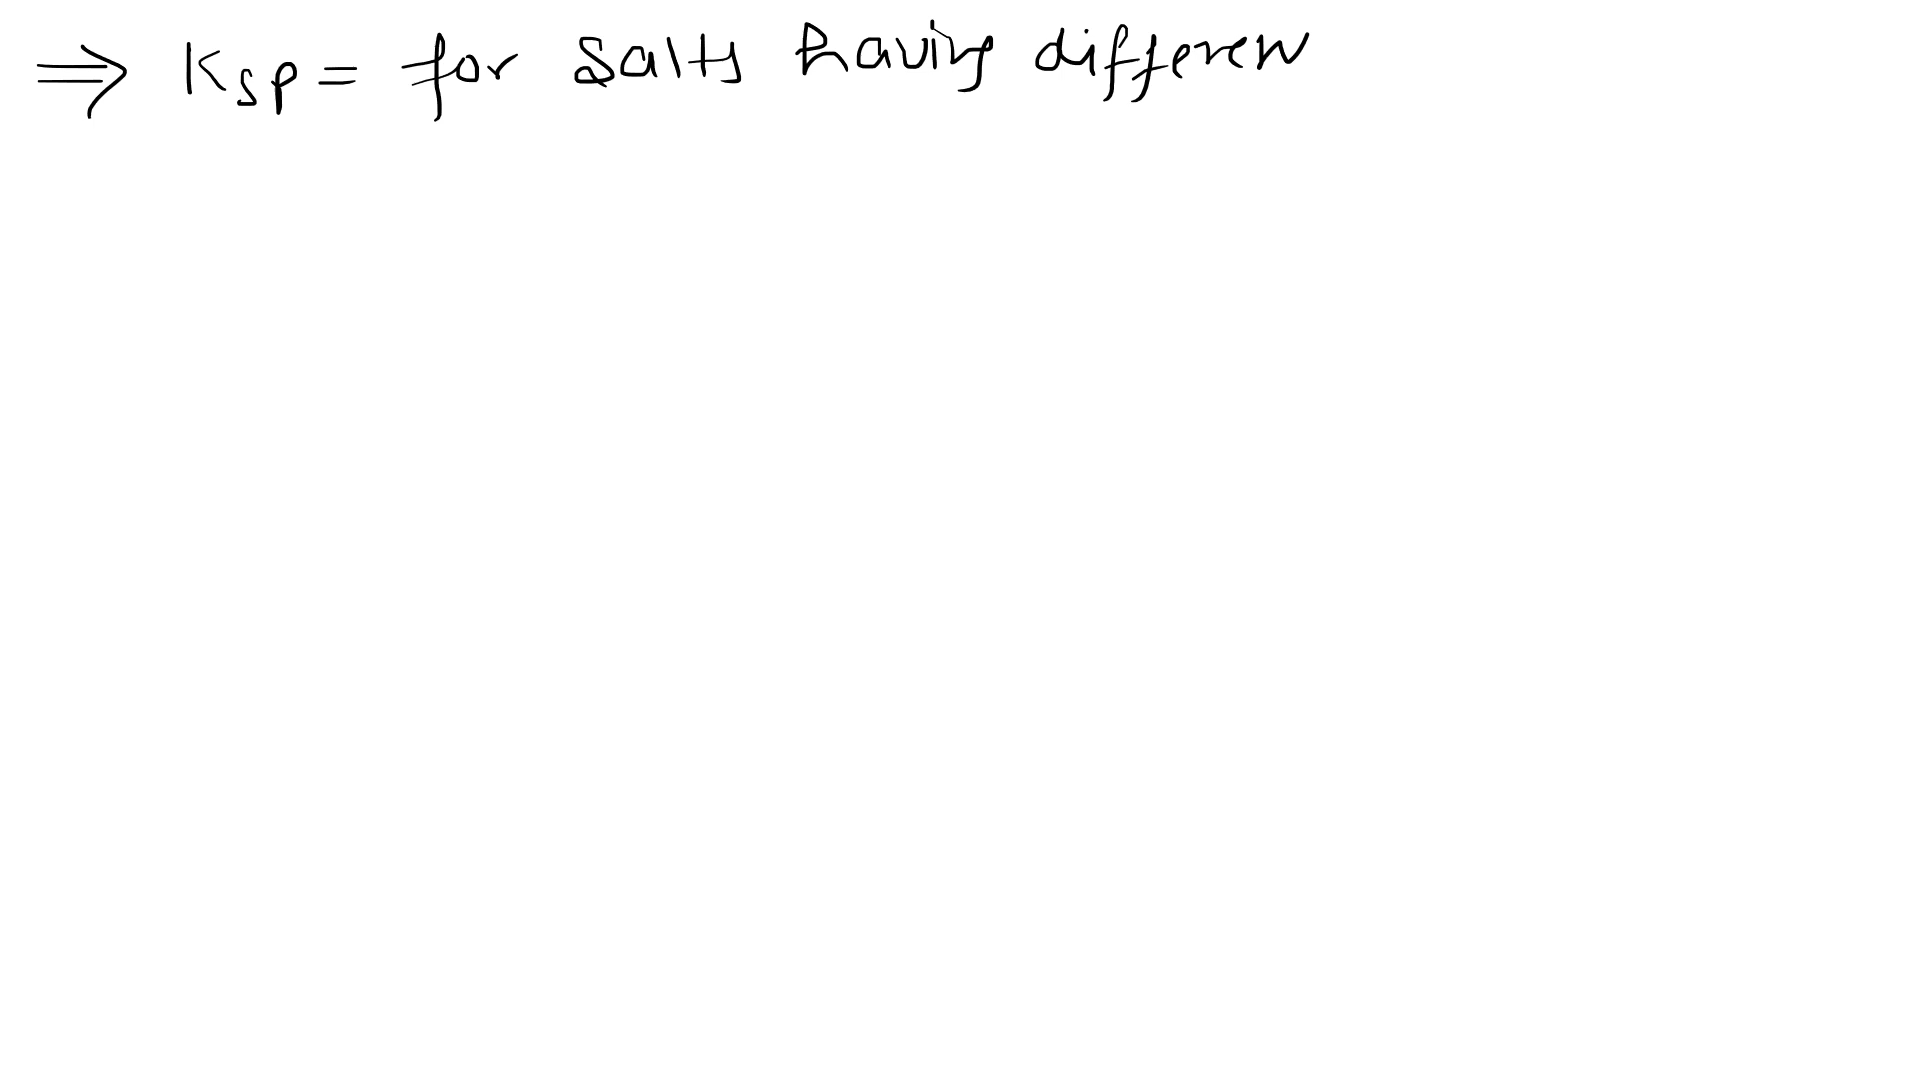 ⇒ Ksp = for salts having differen